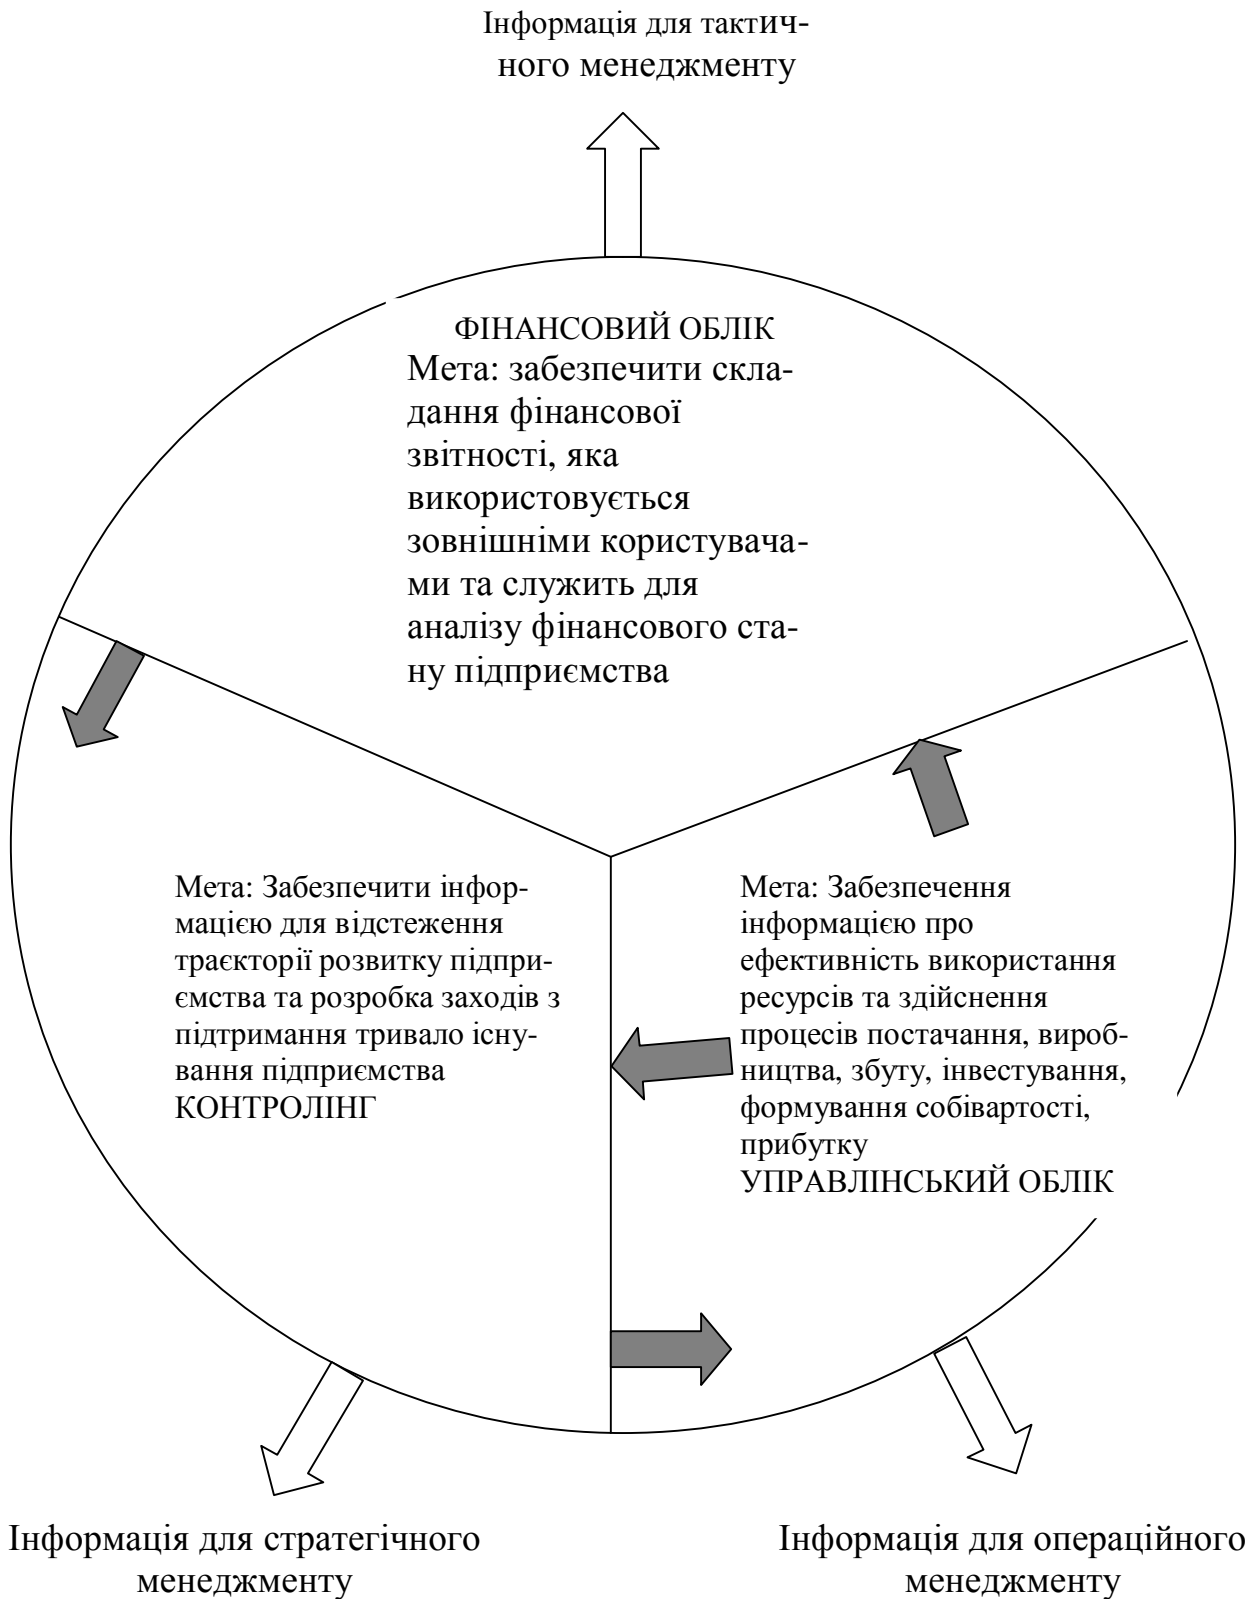 Інформація для тактич-
ного менеджменту
ФІНАНСОВИЙ ОБЛІК
Мета: забезпечити скла-
дання фінансової
звітності, яка
використовується
зовнішніми користувача-
ми та служить для
аналізу фінансового ста-
ну підприємства
Мета: Забезпечити інфор-
мацією для відстеження
траєкторії розвитку підпри-
ємства та розробка заходів з
підтримання тривало існу-
вання підприємства
КОНТРОЛІНГ
Мета: Забезпечення
інформацією про
ефективність використання
ресурсів та здійснення
процесів постачання, вироб-
ництва, збуту, інвестування,
формування собівартості,
прибутку
УПРАВЛІНСЬКИЙ ОБЛІК
Інформація для стратегічного
менеджменту
Інформація для операційного
менеджменту